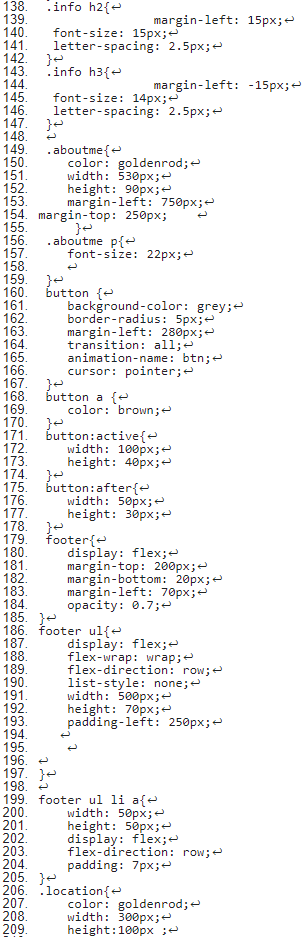 138. .info h2{↩
139. margin-left: 15px;↩
140. font-size: 15px;↩
141. letter-spacing: 2.5px;↩
142. }↩
143. .info h3{↩
144. margin-left: -15px;↩
145. font-size: 14px;↩
146. letter-spacing: 2.5px;↩
147. }↩
148. ↩
149. .aboutme{↩
150. color: goldenrod;↩
151. width: 530px;↩
152. height: 90px;↩
153. margin-left: 750px;↩
154. margin-top: 250px; ↩
155. }↩
156. .aboutme p{↩
157. font-size: 22px;↩
158. ↩
159. }↩
160. button {↩
161. background-color: grey;↩
162. border-radius: 5px;↩
163. margin-left: 280px;↩
164. transition: all;↩
165. animation-name: btn;↩
166. cursor: pointer;↩
167. }↩
168. button a {↩
169. color: brown;↩
170. }↩
171. button:active{↩
172. width: 100px;↩
173. height: 40px;↩
174. }↩
175. button:after{↩
176. width: 50px;↩
177. height: 30px;↩
178. }↩
179. footer{↩
180. display: flex;↩
181. margin-top: 200px;↩
182. margin-bottom: 20px;↩
183. margin-left: 70px;↩
184. opacity: 0.7;↩
185. }↩
186. footer ul{↩
187. display: flex;↩
188. flex-wrap: wrap;↩
189. flex-direction: row;↩
190. list-style: none;↩
191. width: 500px;↩
192. height: 70px;↩
193. padding-left: 250px;↩
194. ↩
195. ↩
196. ↩
197. }↩
198. ↩
199. footer ul li a{↩
200. width: 50px;↩
201. height: 50px;↩
202. display: flex;↩
203. flex-direction: row;↩
204. padding: 7px;↩
205. }↩
206. .location{↩
207. color: goldenrod;↩
208. width: 300px;↩
209. height:100px ;↩